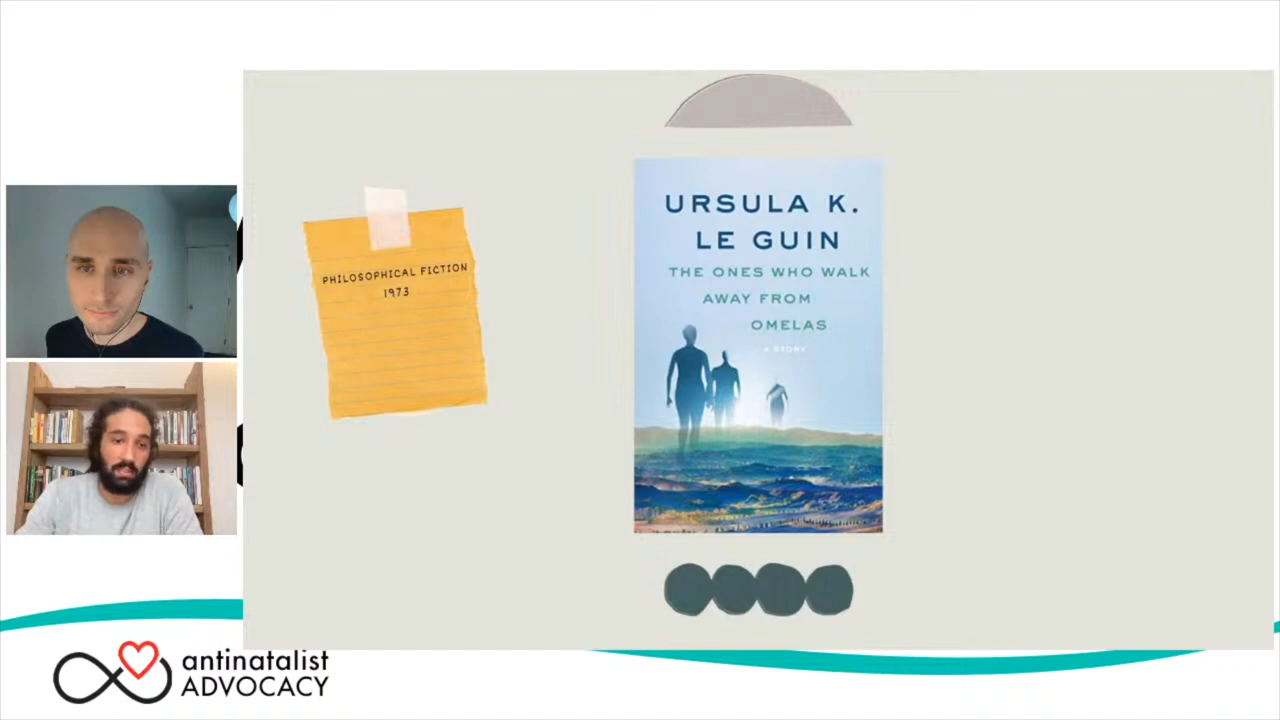 PHILOSOPHICAL FICTION
1973
URSULA K.
LE GUIN
THE ONES WHO WALK
AWAY FROM
OMELAS
A STORY
antinatalist
ADVOCACY